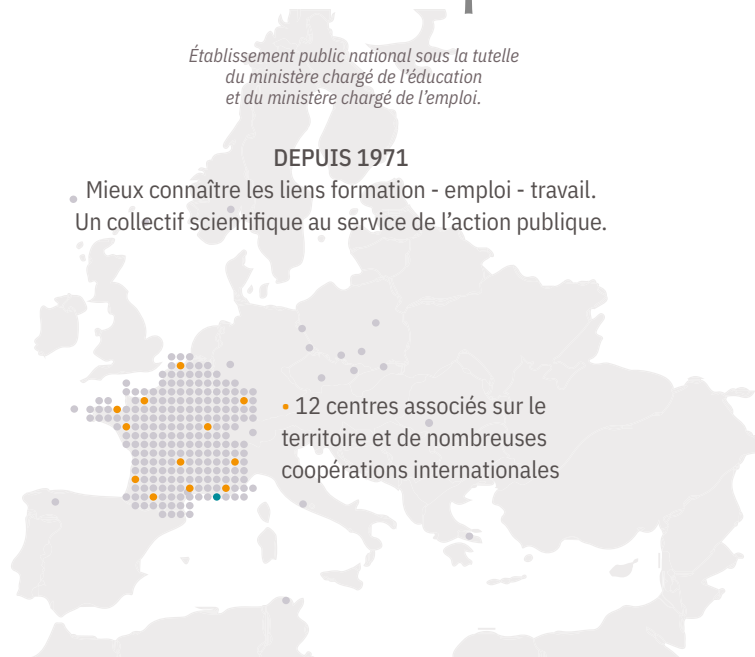 Établissement public national sous la tutelle
du ministère chargé de l’éducation
et du ministère chargé de l’emploi.
DEPUIS 1971
Mieux connaître les liens formation - emploi - travail.
Un collectif scientifique au service de l’action publique.
• 12 centres associés sur le
territoire et de nombreuses
coopérations internationales